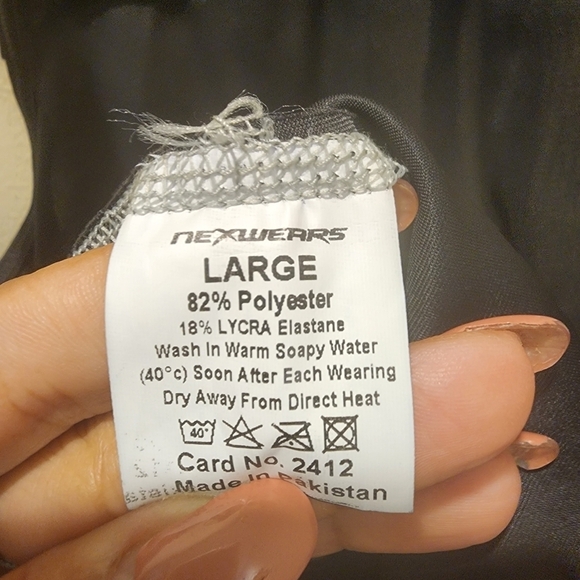 NEXWEARS
LARGE
82% Polyester
18% LYCRA Elastane
Wash In Warm Soapy Water
(40°c) Soon After Each Wearing
Dry Away From Direct Heat
40°
Card No. 2412
Made In Pakistan